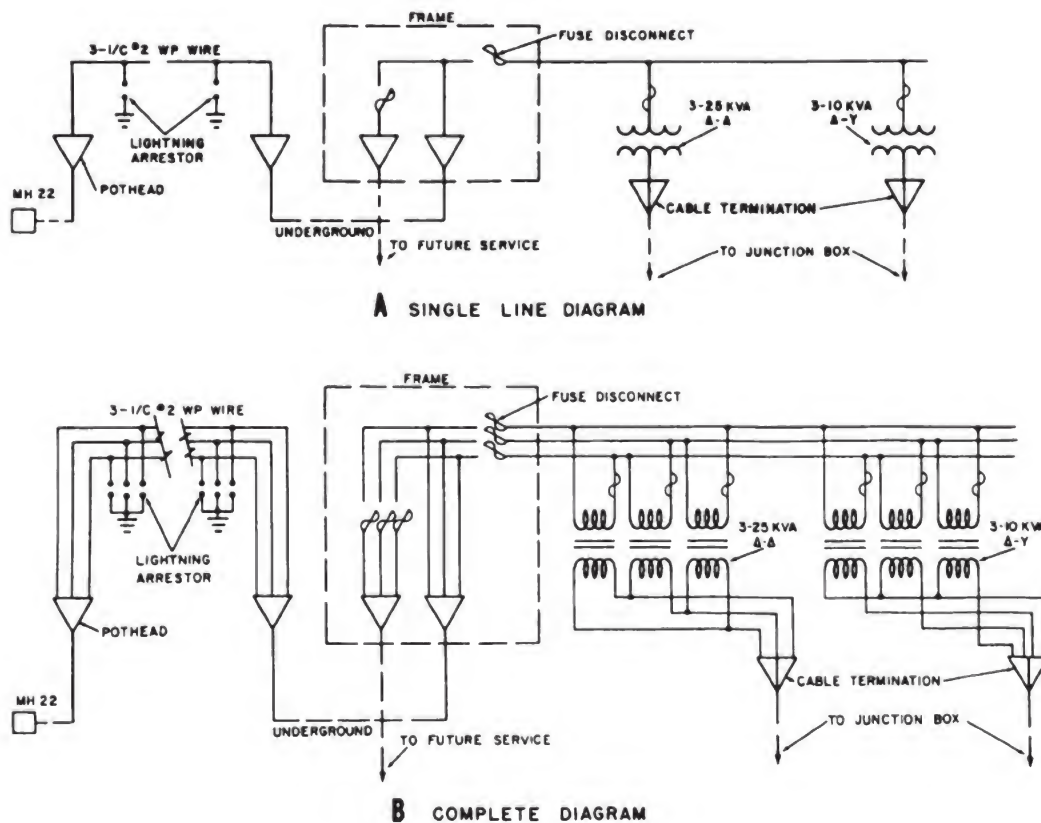 FRAME
3-1/C #2 WP WIRE
FUSE DISCONNECT
3-25 KVA
Δ-Δ
3-10 KVA
Δ-Y
LIGHTNING
ARRESTOR
MH 22
POTHEAD
CABLE TERMINATION
UNDERGROUND
TO FUTURE SERVICE
TO JUNCTION BOX
A SINGLE LINE DIAGRAM
FRAME
3-1/C #2 WP WIRE
FUSE DISCONNECT
3-25 KVA
Δ-Δ
3-10 KVA
Δ-Y
LIGHTNING
ARRESTOR
POTHEAD
MH 22
CABLE TERMINATION
UNDERGROUND
TO FUTURE SERVICE
TO JUNCTION BOX
B COMPLETE DIAGRAM